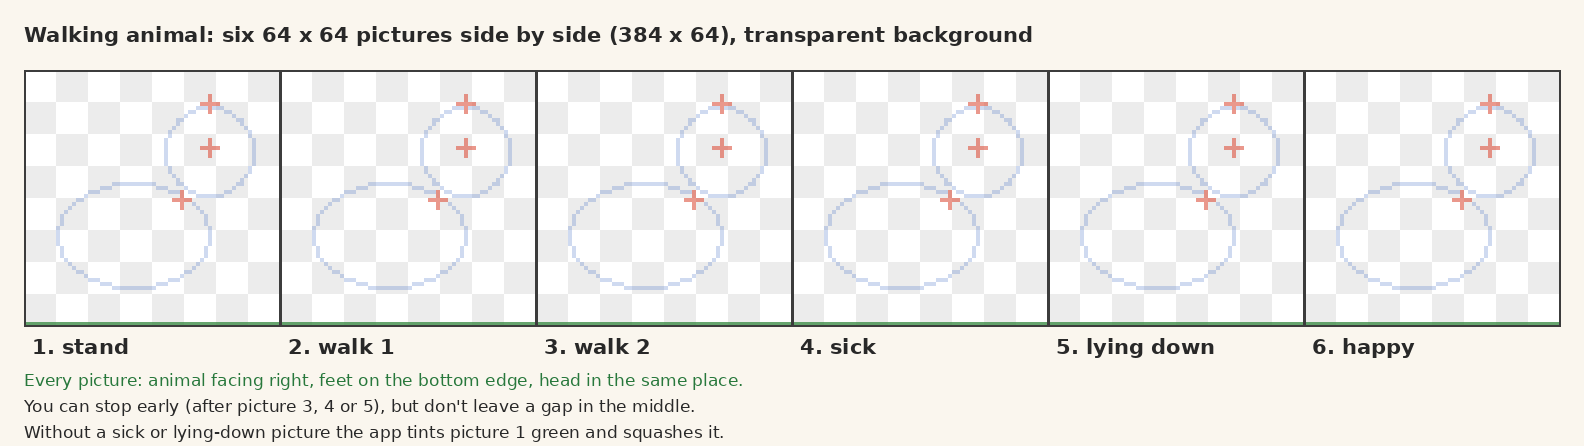 Walking animal: six 64 x 64 pictures side by side (384 x 64), transparent background
1. stand
2. walk 1
3. walk 2
4. sick
5. lying down
6. happy
Every picture: animal facing right, feet on the bottom edge, head in the same place.
You can stop early (after picture 3, 4 or 5), but don't leave a gap in the middle.
Without a sick or lying-down picture the app tints picture 1 green and squashes it.